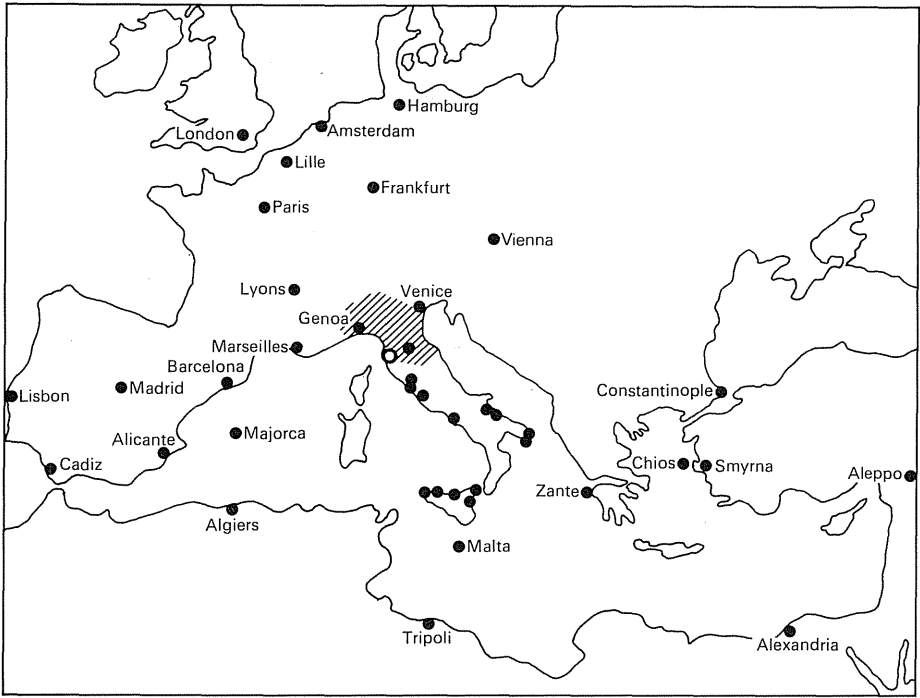 Hamburg
London
Amsterdam
Lille
Frankfurt
Paris
Vienna
Lyons
Venice
Genoa
Marseilles
Barcelona
Constantinople
Lisbon
Madrid
Alicante
Majorca
Cadiz
Chios
Smyrna
Aleppo
Zante
Algiers
Malta
Tripoli
Alexandria